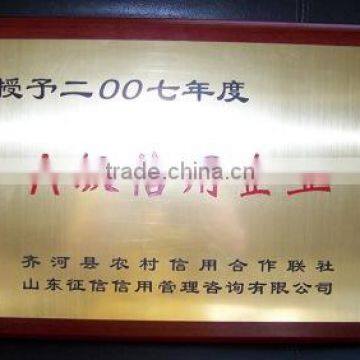 授予二00七年度
A级信用企业
trade.china.cn
齐河县农村信用合作联社
山东征信信用管理咨询有限公司